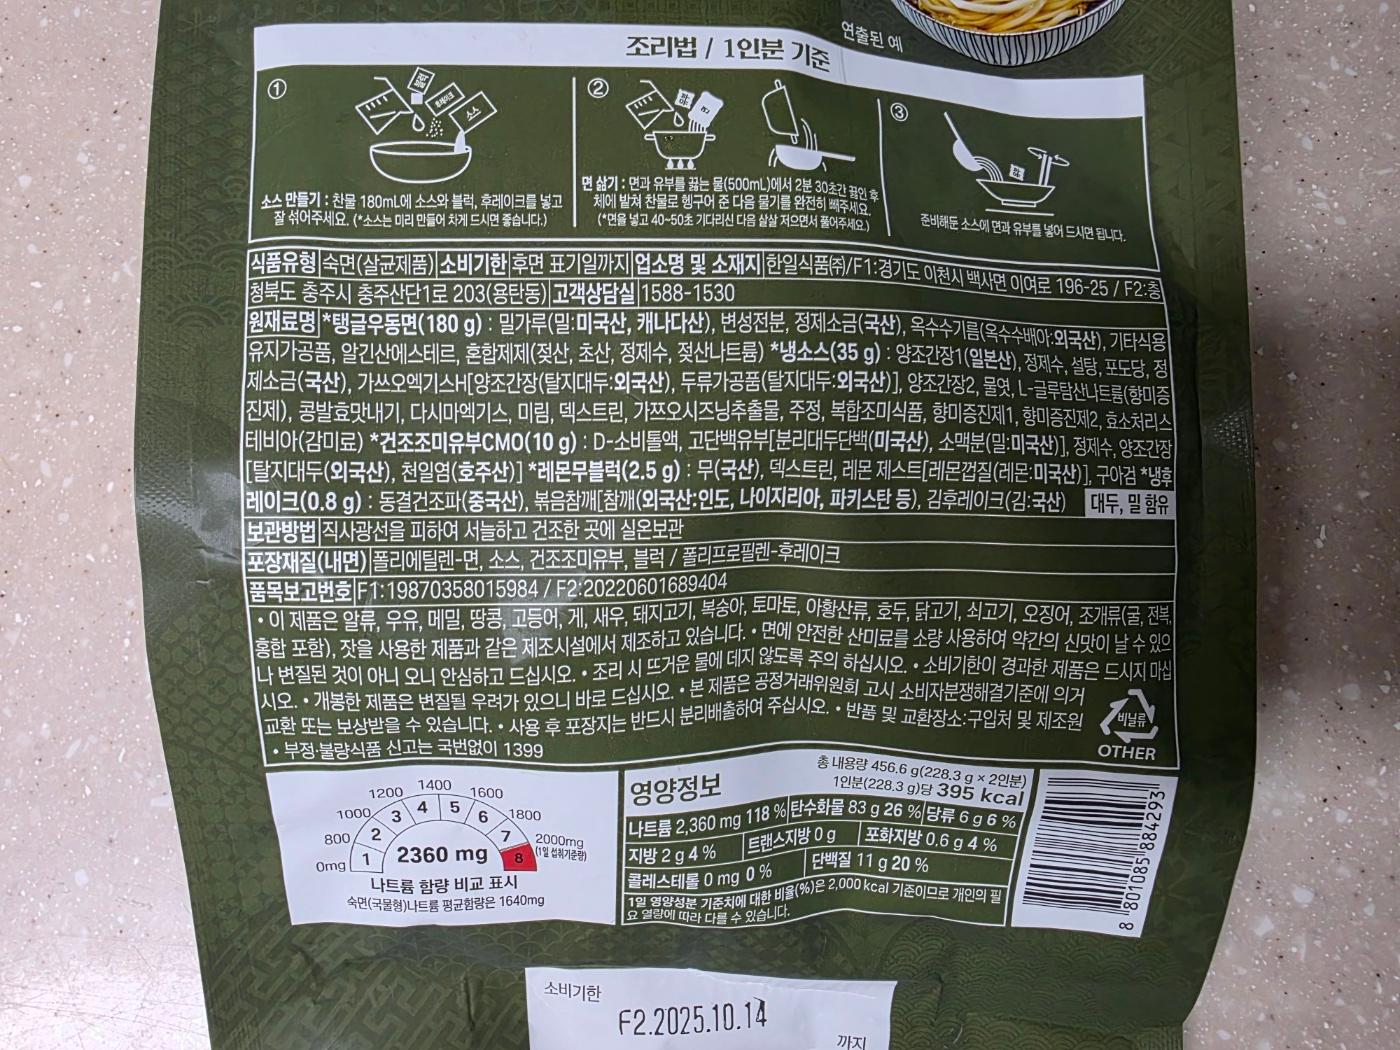 연출된 예
조리법 / 1인분 기준
①
②
③
블럭
후레이크
소스
유부
면
유부
소스 만들기 : 찬물 180mL에 소스와 블럭, 후레이크를 넣고
잘 섞어주세요. (*소스는 미리 만들어 차게 드시면 좋습니다.)
면 삶기 : 면과 유부를 끓는 물(500mL)에서 2분 30초간 끓인 후
체에 받쳐 찬물로 헹구어 준 다음 물기를 완전히 빼주세요.
(*면을 넣고 40~50초 기다리신 다음 살살 저으면서 풀어주세요.)
준비해둔 소스에 면과 유부를 넣어 드시면 됩니다.
식품유형 숙면(살균제품) 소비기한 후면 표기일까지 업소명 및 소재지 한일식품㈜/F1:경기도 이천시 백사면 이여로 196-25 / F2:충
청북도 충주시 충주산단1로 203(용탄동) 고객상담실 1588-1530
원재료명 *탱글우동면(180 g) : 밀가루(밀:미국산, 캐나다산), 변성전분, 정제소금(국산), 옥수수기름(옥수수배아:외국산), 기타식용
유지가공품, 알긴산에스테르, 혼합제제(젖산, 초산, 정제수, 젖산나트륨) *냉소스(35 g) : 양조간장1(일본산), 정제수, 설탕, 포도당, 정
제소금(국산), 가쓰오엑기스H[양조간장(탈지대두:외국산), 두류가공품(탈지대두:외국산)], 양조간장2, 물엿, L-글루탐산나트륨(향미증
진제), 콩발효맛내기, 다시마엑기스, 미림, 덱스트린, 가쯔오시즈닝추출물, 주정, 복합조미식품, 향미증진제1, 향미증진제2, 효소처리스
테비아(감미료) *건조조미유부CMO(10 g) : D-소비톨액, 고단백유부[분리대두단백(미국산), 소맥분(밀:미국산)], 정제수, 양조간장
[탈지대두(외국산), 천일염(호주산)] *레몬무블럭(2.5 g) : 무(국산), 덱스트린, 레몬 제스트[레몬껍질(레몬:미국산)], 구아검 *냉후
레이크(0.8 g) : 동결건조파(중국산), 볶음참깨[참깨(외국산:인도, 나이지리아, 파키스탄 등), 김후레이크(김:국산) 대두, 밀 함유
보관방법 직사광선을 피하여 서늘하고 건조한 곳에 실온보관
포장재질(내면) 폴리에틸렌-면, 소스, 건조조미유부, 블럭 / 폴리프로필렌-후레이크
품목보고번호 F1:19870358015984 / F2:20220601689404
• 이 제품은 알류, 우유, 메밀, 땅콩, 고등어, 게, 새우, 돼지고기, 복숭아, 토마토, 아황산류, 호두, 닭고기, 쇠고기, 오징어, 조개류(굴, 전복,
홍합 포함), 잣을 사용한 제품과 같은 제조시설에서 제조하고 있습니다. • 면에 안전한 산미료를 소량 사용하여 약간의 신맛이 날 수 있으
나 변질된 것이 아니 오니 안심하고 드십시오. • 조리 시 뜨거운 물에 데지 않도록 주의 하십시오. • 소비기한이 경과한 제품은 드시지 마십
시오. • 개봉한 제품은 변질될 우려가 있으니 바로 드십시오. • 본 제품은 공정거래위원회 고시 소비자분쟁해결기준에 의거
교환 또는 보상받을 수 있습니다. • 사용 후 포장지는 반드시 분리배출하여 주십시오. • 반품 및 교환장소:구입처 및 제조원
• 부정·불량식품 신고는 국번없이 1399
비닐류
OTHER
0mg 800 1000 1200 1400 1600 1800 2000mg
(1일 섭취기준량)
1 2 3 4 5 6 7 8
2360 mg
나트륨 함량 비교 표시
숙면(국물형)나트륨 평균함량은 1640mg
영양정보
총 내용량 456.6 g(228.3 g × 2인분)
1인분(228.3 g)당 395 kcal
나트륨 2,360 mg 118 % 탄수화물 83 g 26 % 당류 6 g 6 %
지방 2 g 4 % 트랜스지방 0 g 포화지방 0.6 g 4 %
콜레스테롤 0 mg 0 % 단백질 11 g 20 %
1일 영양성분 기준치에 대한 비율(%)은 2,000 kcal 기준이므로 개인의 필
요 열량에 따라 다를 수 있습니다.
8 801085 884293
소비기한
F2.2025.10.14
까지